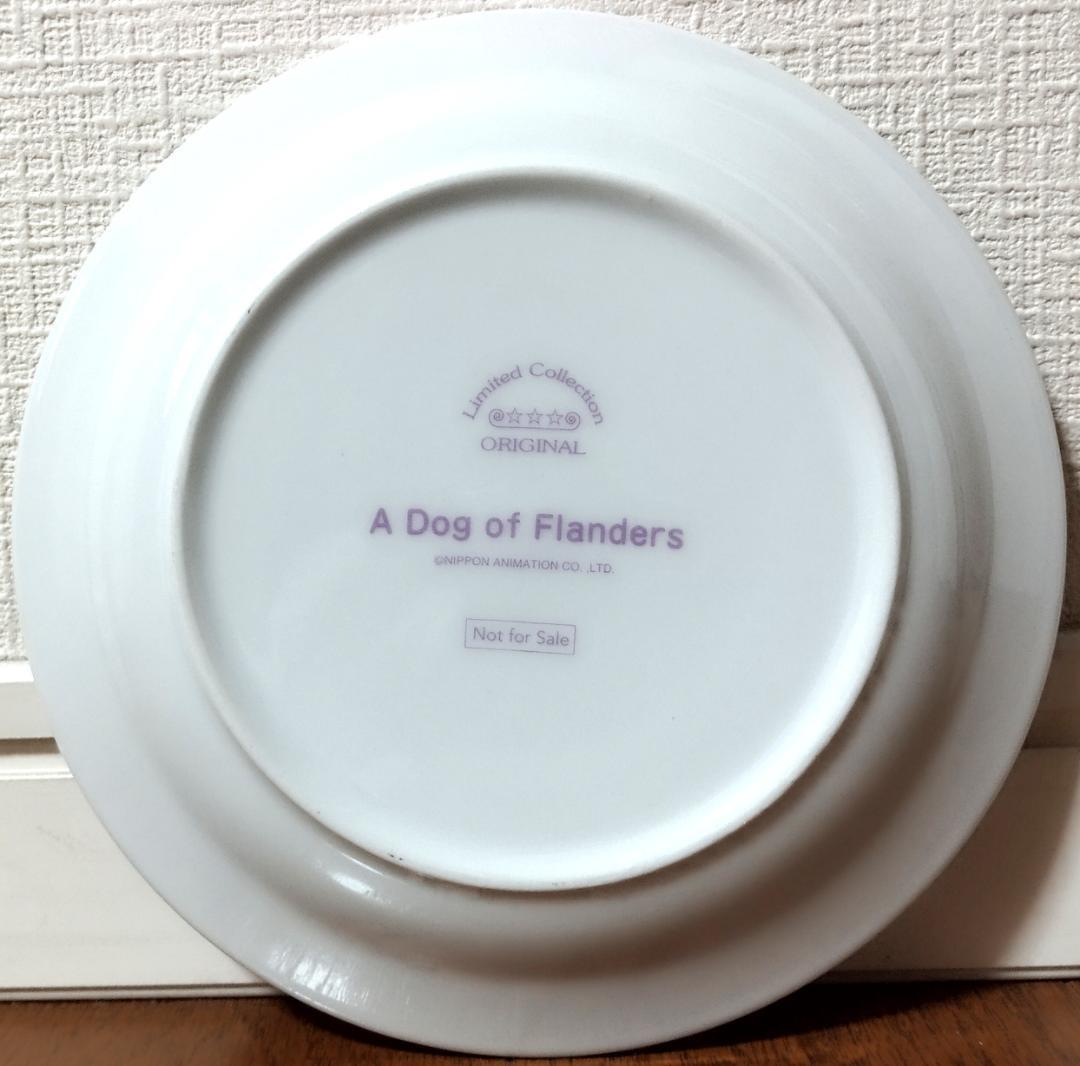 Limited Collection
☆☆☆
ORIGINAL
A Dog of Flanders
©NIPPON ANIMATION CO. ,LTD.
Not for Sale